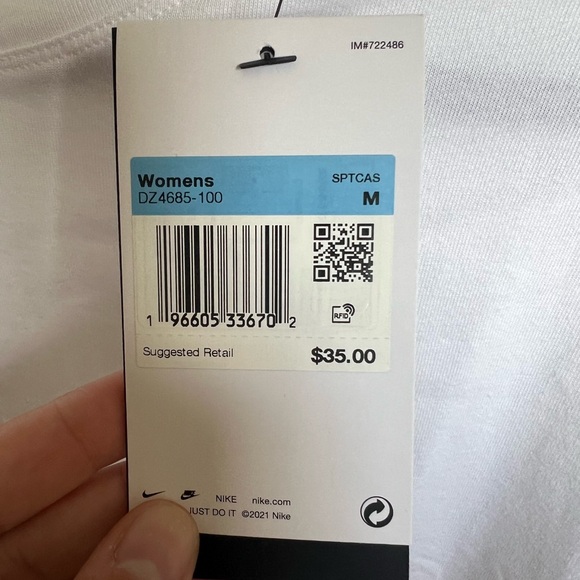 IM#722486
Womens SPTCAS
DZ4685-100 M
1 96605 33670 2
RFID
Suggested Retail $35.00
NIKE nike.com
JUST DO IT ©2021 Nike